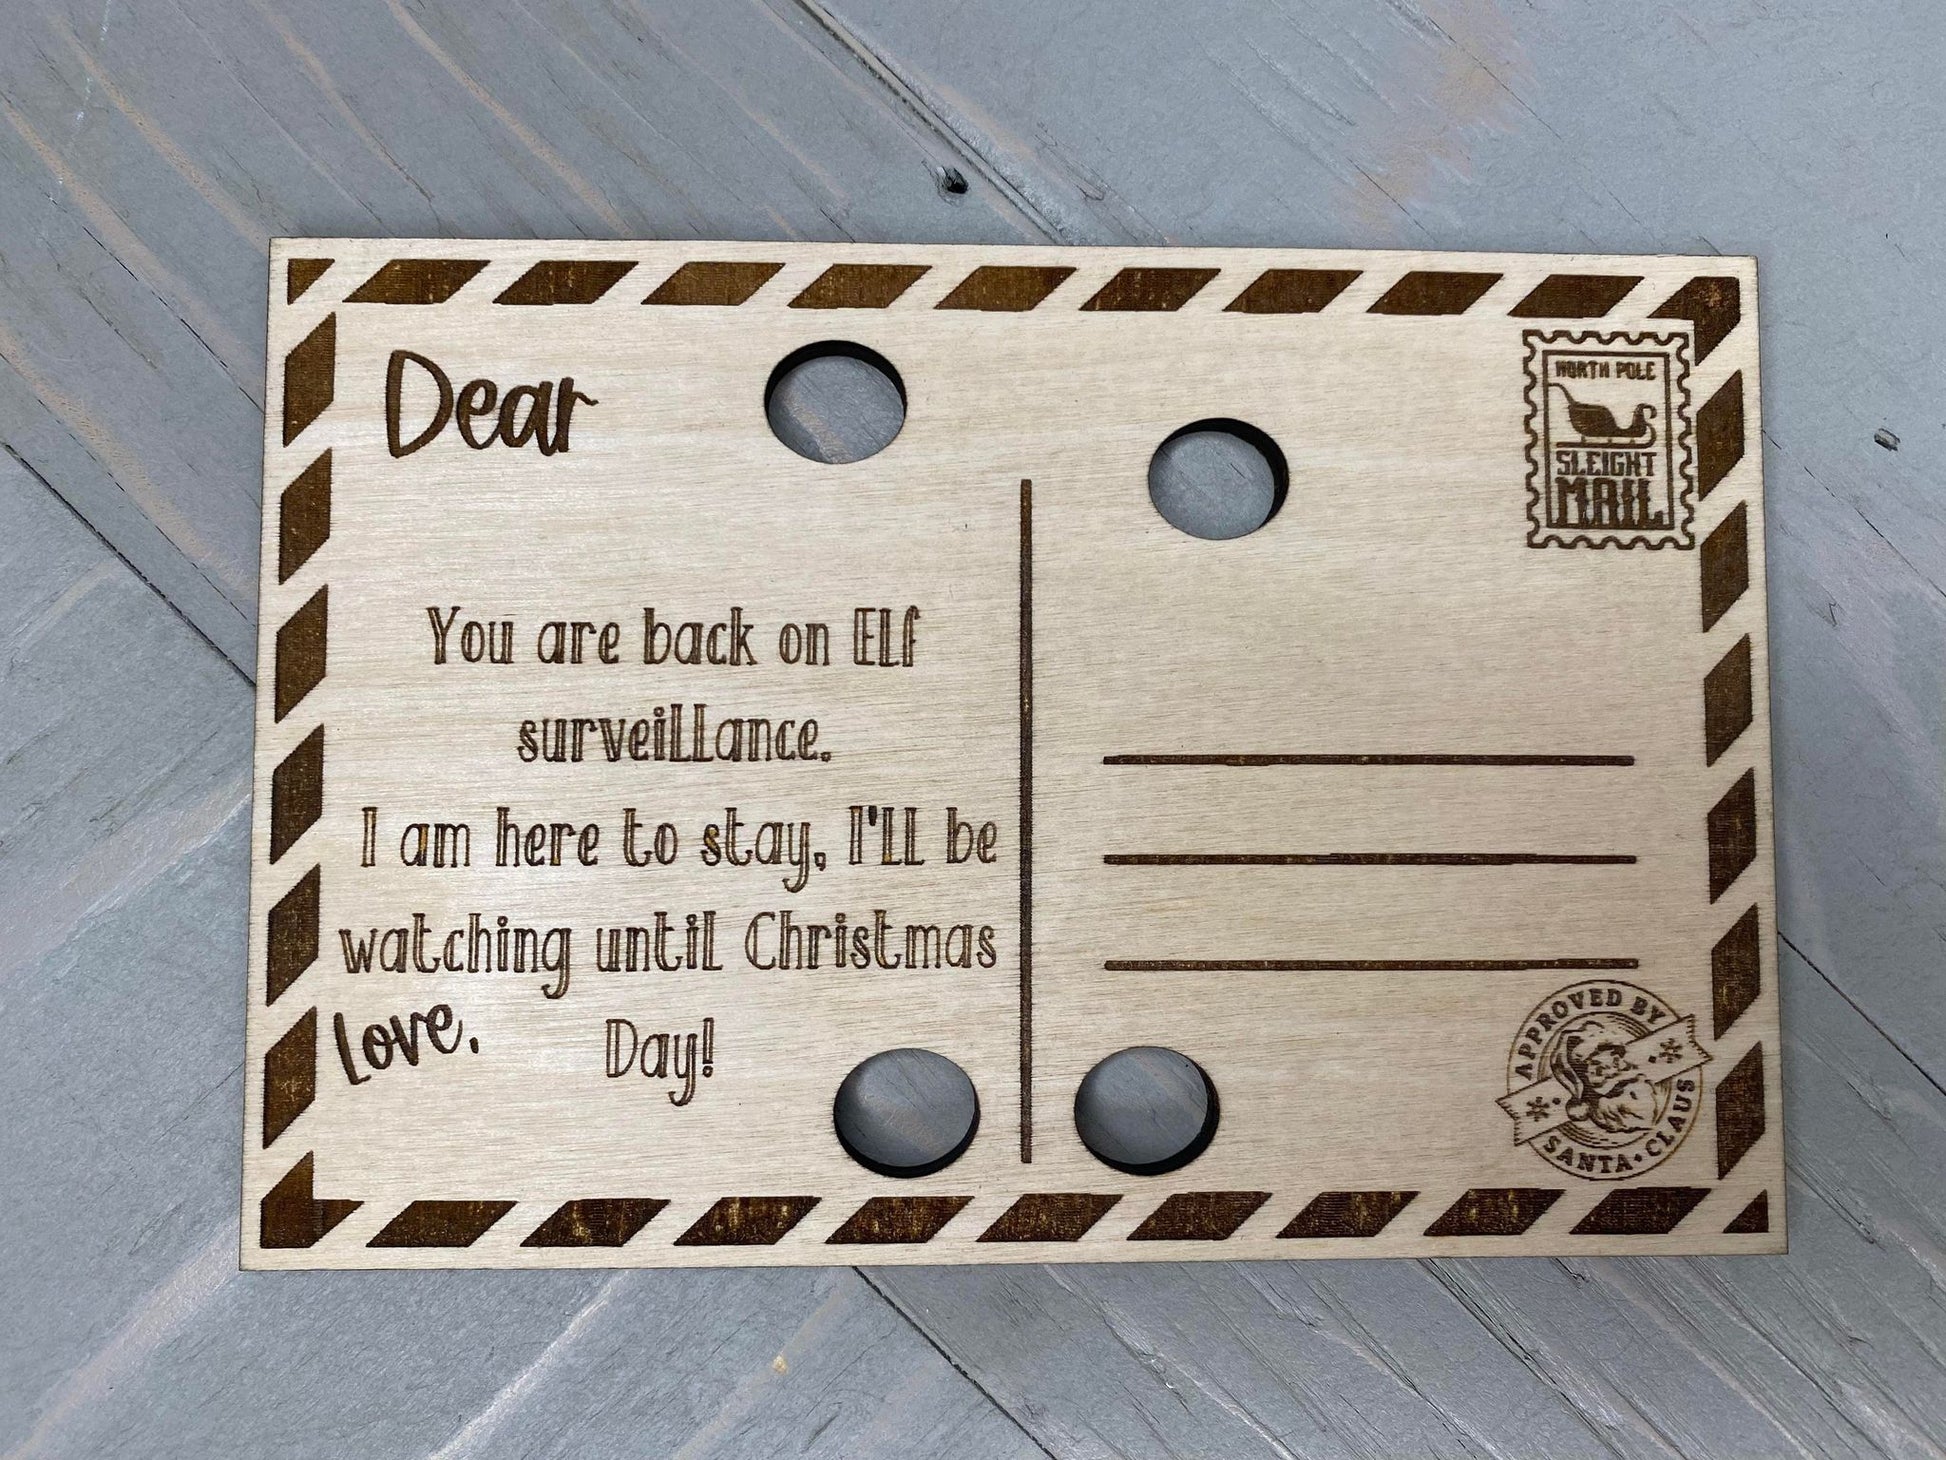 Dear
You are back on Elf
surveillance.
I am here to stay, I'll be
watching until Christmas
Day!
Love,
NORTH POLE
SLEIGHT
MAIL
APPROVED BY
SANTA • CLAUS